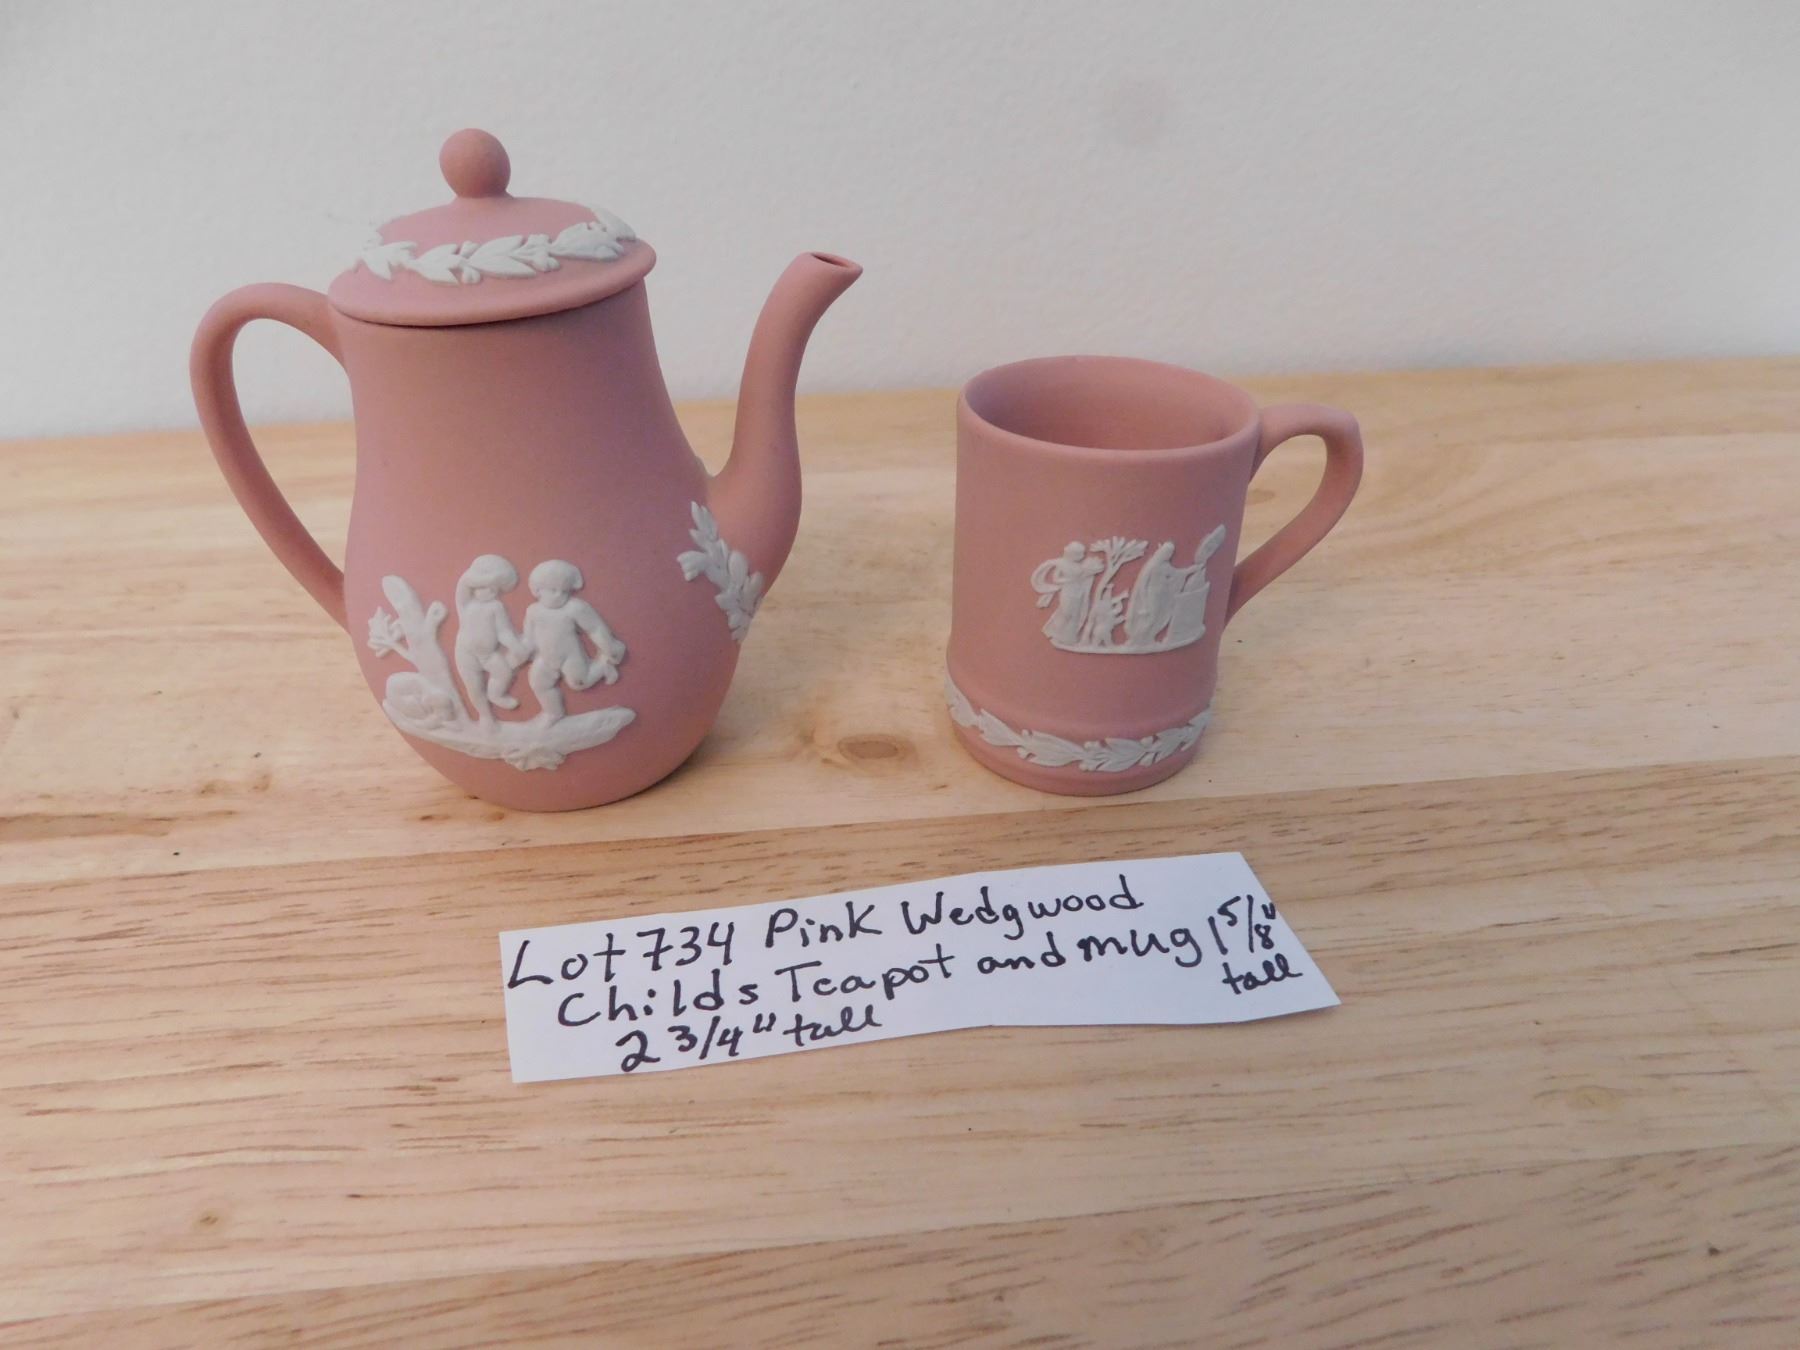 Lot 734 Pink Wedgwood
Childs Teapot and mug 1 5/8"
tall
2 3/4" tall